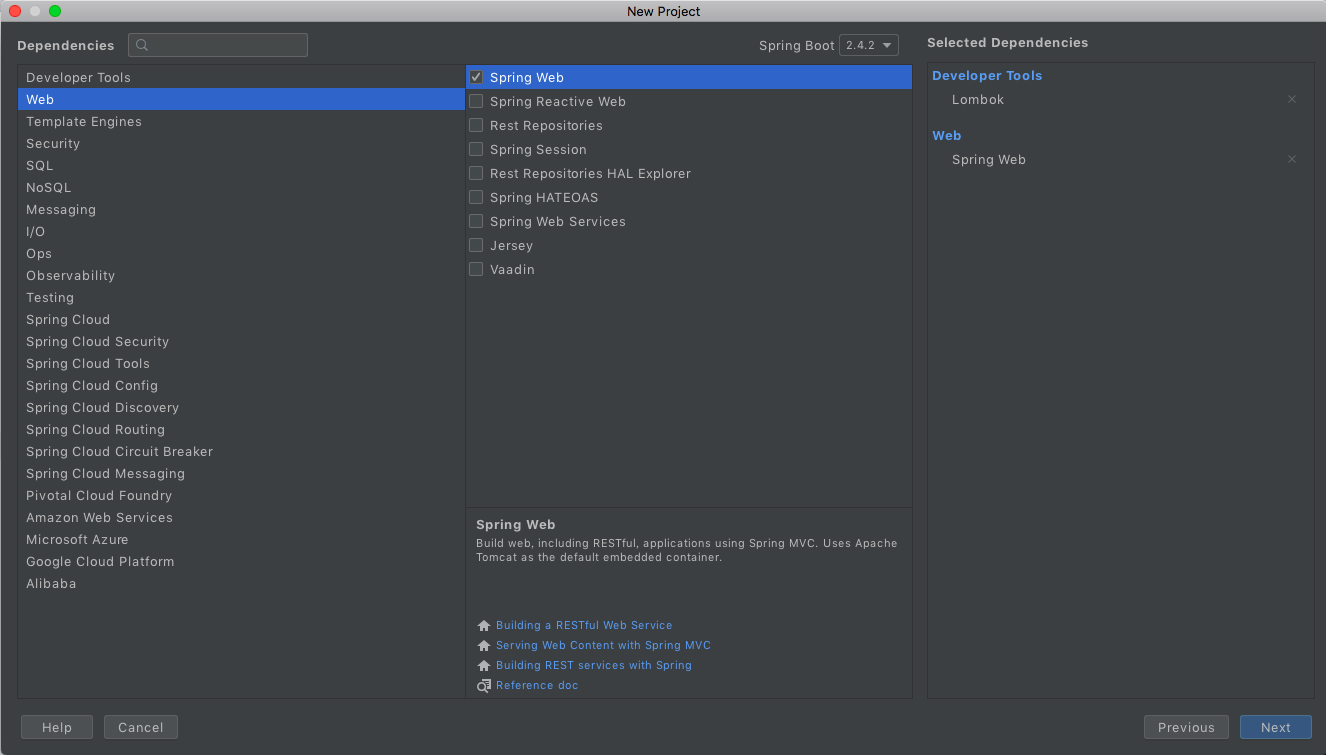 New Project
Dependencies
Spring Boot 2.4.2
Selected Dependencies
Developer Tools
Web
Template Engines
Security
SQL
NoSQL
Messaging
I/O
Ops
Observability
Testing
Spring Cloud
Spring Cloud Security
Spring Cloud Tools
Spring Cloud Config
Spring Cloud Discovery
Spring Cloud Routing
Spring Cloud Circuit Breaker
Spring Cloud Messaging
Pivotal Cloud Foundry
Amazon Web Services
Microsoft Azure
Google Cloud Platform
Alibaba
Spring Web
Spring Reactive Web
Rest Repositories
Spring Session
Rest Repositories HAL Explorer
Spring HATEOAS
Spring Web Services
Jersey
Vaadin
Spring Web
Build web, including RESTful, applications using Spring MVC. Uses Apache
Tomcat as the default embedded container.
Building a RESTful Web Service
Serving Web Content with Spring MVC
Building REST services with Spring
Reference doc
Developer Tools
Lombok
Web
Spring Web
Help
Cancel
Previous
Next